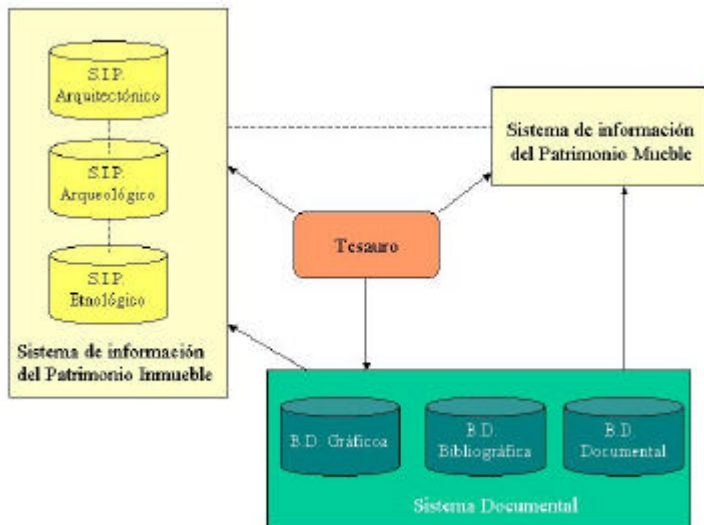 S.I.P.
Arquitectónico
S.I.P.
Arqueológico
S.I.P.
Etnológico
Sistema de información
del Patrimonio Inmueble
Sistema de información
del Patrimonio Mueble
Tesauro
B.D. Gráficoa
B.D.
Bibliográfica
B.D.
Documental
Sistema Documental